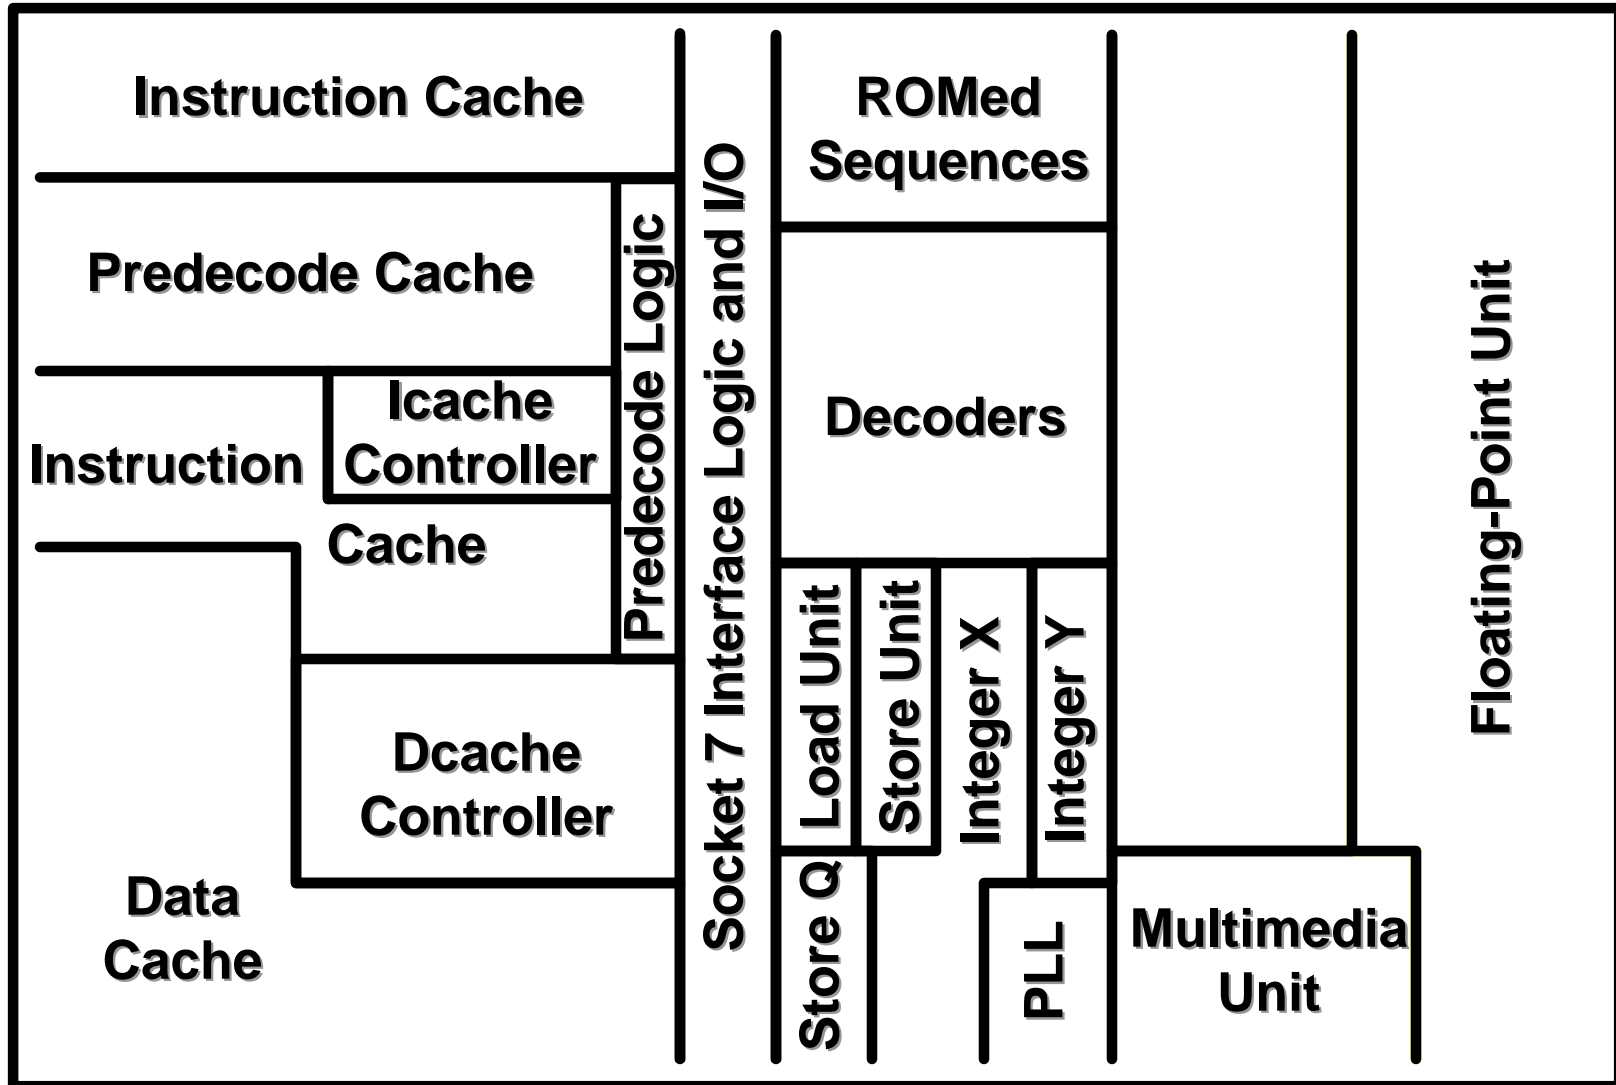 Instruction Cache
Predecode Cache
Icache
Controller
Instruction
Cache
Predecode Logic
Dcache
Controller
Data
Cache
Socket 7 Interface Logic and I/O
ROMed
Sequences
Decoders
Load Unit
Store Unit
Integer X
Integer Y
Store Q
PLL
Multimedia
Unit
Floating-Point Unit